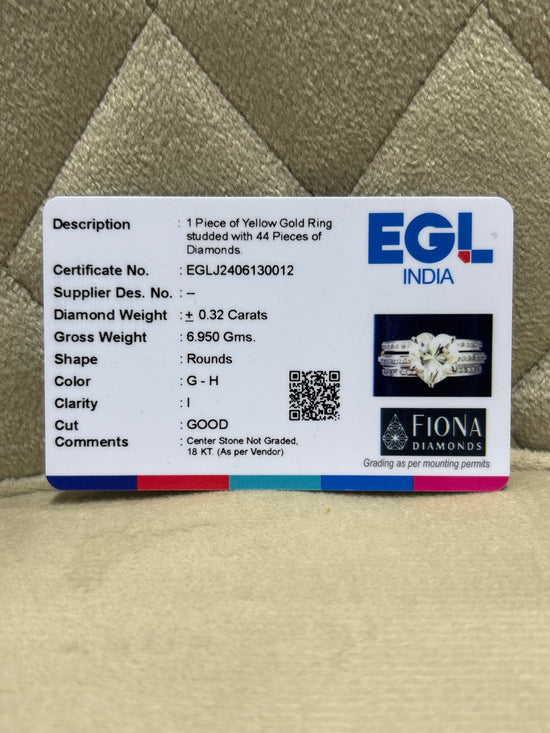 Description : 1 Piece of Yellow Gold Ring
studded with 44 Pieces of
Diamonds.
Certificate No. : EGLJ2406130012
Supplier Des. No. : --
Diamond Weight : ± 0.32 Carats
Gross Weight : 6.950 Gms.
Shape : Rounds
Color : G - H
Clarity : I
Cut : GOOD
Comments : Center Stone Not Graded,
18 KT. (As per Vendor)
EGL
INDIA
FIONA
DIAMONDS
Grading as per mounting permits